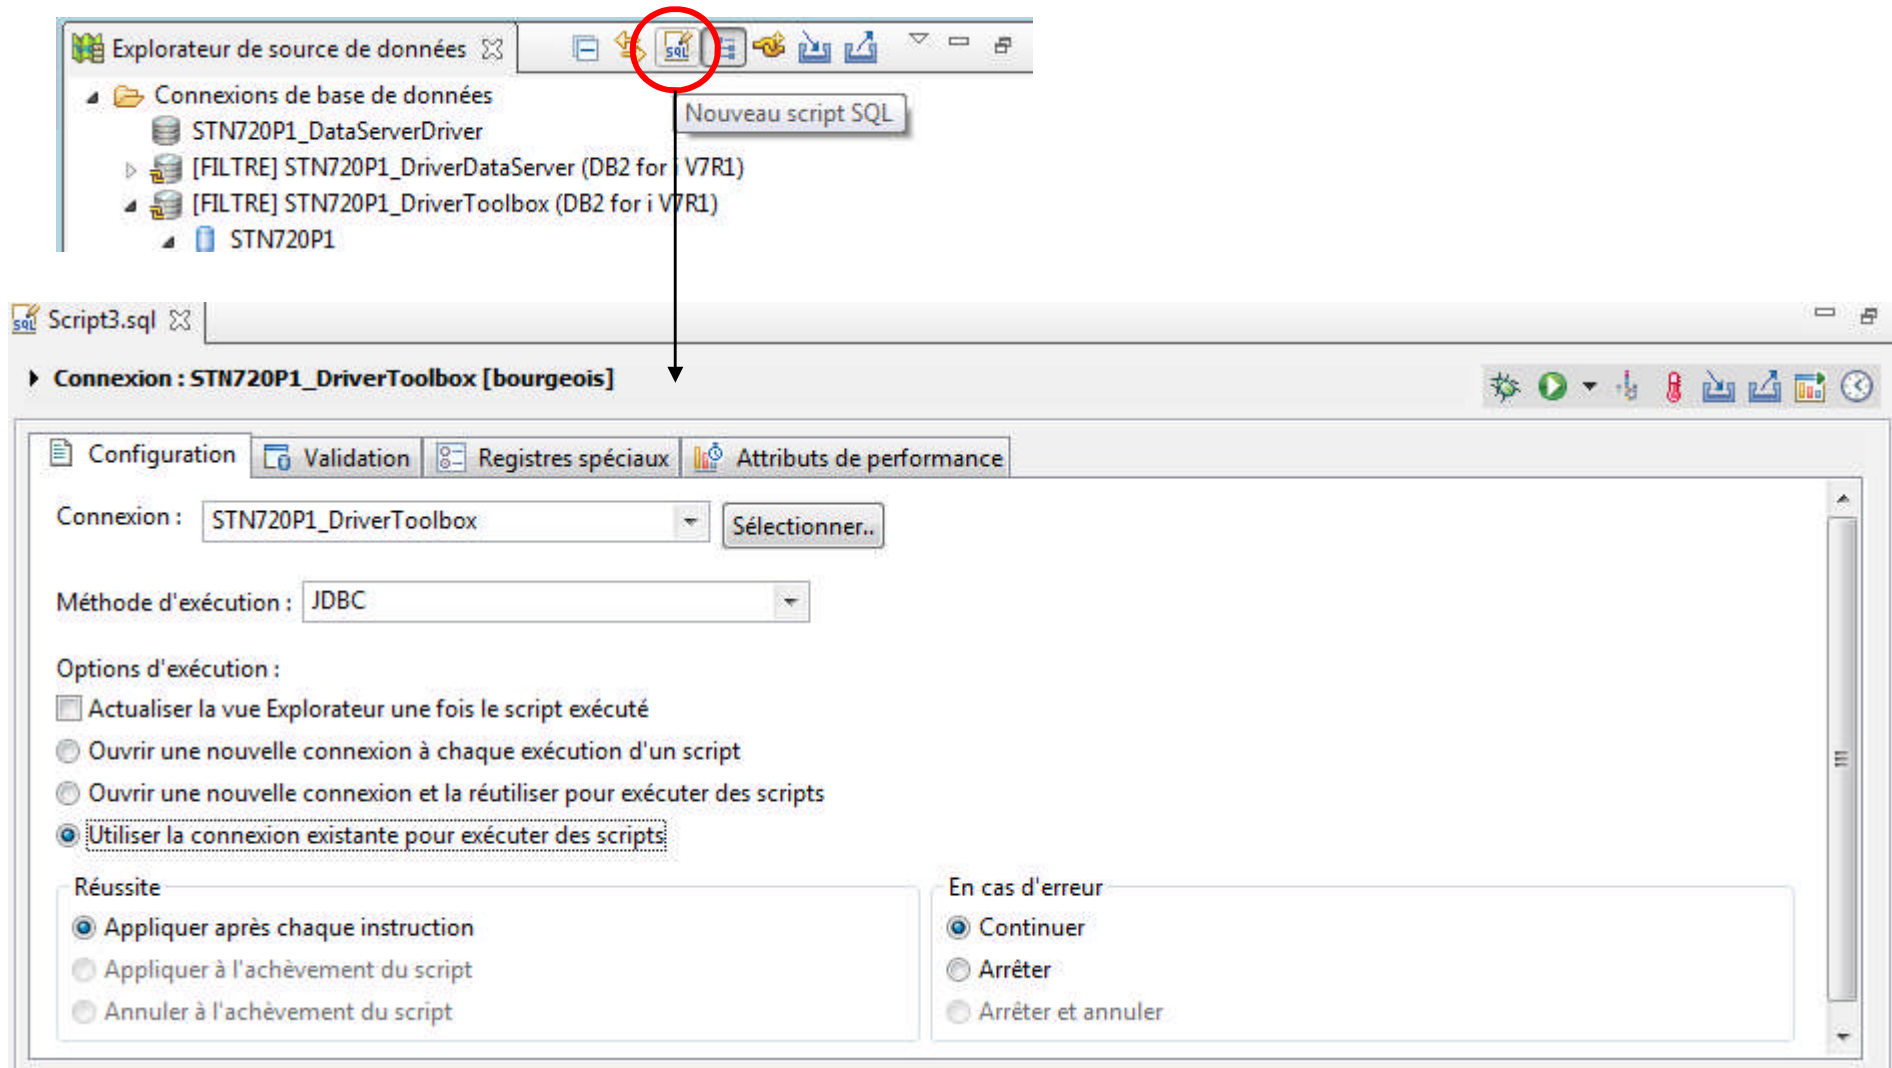 Explorateur de source de données
SQL
Connexions de base de données
Nouveau script SQL
STN720P1_DataServerDriver
[FILTRE] STN720P1_DriverDataServer (DB2 for i V7R1)
[FILTRE] STN720P1_DriverToolbox (DB2 for i V7R1)
STN720P1
SQL Script3.sql
Connexion : STN720P1_DriverToolbox [bourgeois]
Configuration Validation Registres spéciaux Attributs de performance
Connexion : STN720P1_DriverToolbox Sélectionner..
Méthode d'exécution : JDBC
Options d'exécution :
Actualiser la vue Explorateur une fois le script exécuté
Ouvrir une nouvelle connexion à chaque exécution d'un script
Ouvrir une nouvelle connexion et la réutiliser pour exécuter des scripts
Utiliser la connexion existante pour exécuter des scripts
Réussite En cas d'erreur
Appliquer après chaque instruction Continuer
Appliquer à l'achèvement du script Arrêter
Annuler à l'achèvement du script Arrêter et annuler